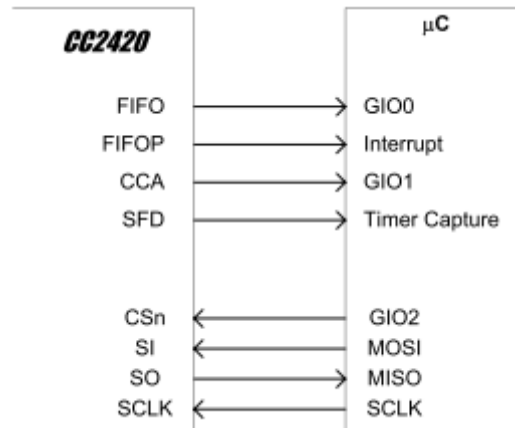 CC2420 μC
FIFO GIO0
FIFOP Interrupt
CCA GIO1
SFD Timer Capture
CSn GIO2
SI MOSI
SO MISO
SCLK SCLK